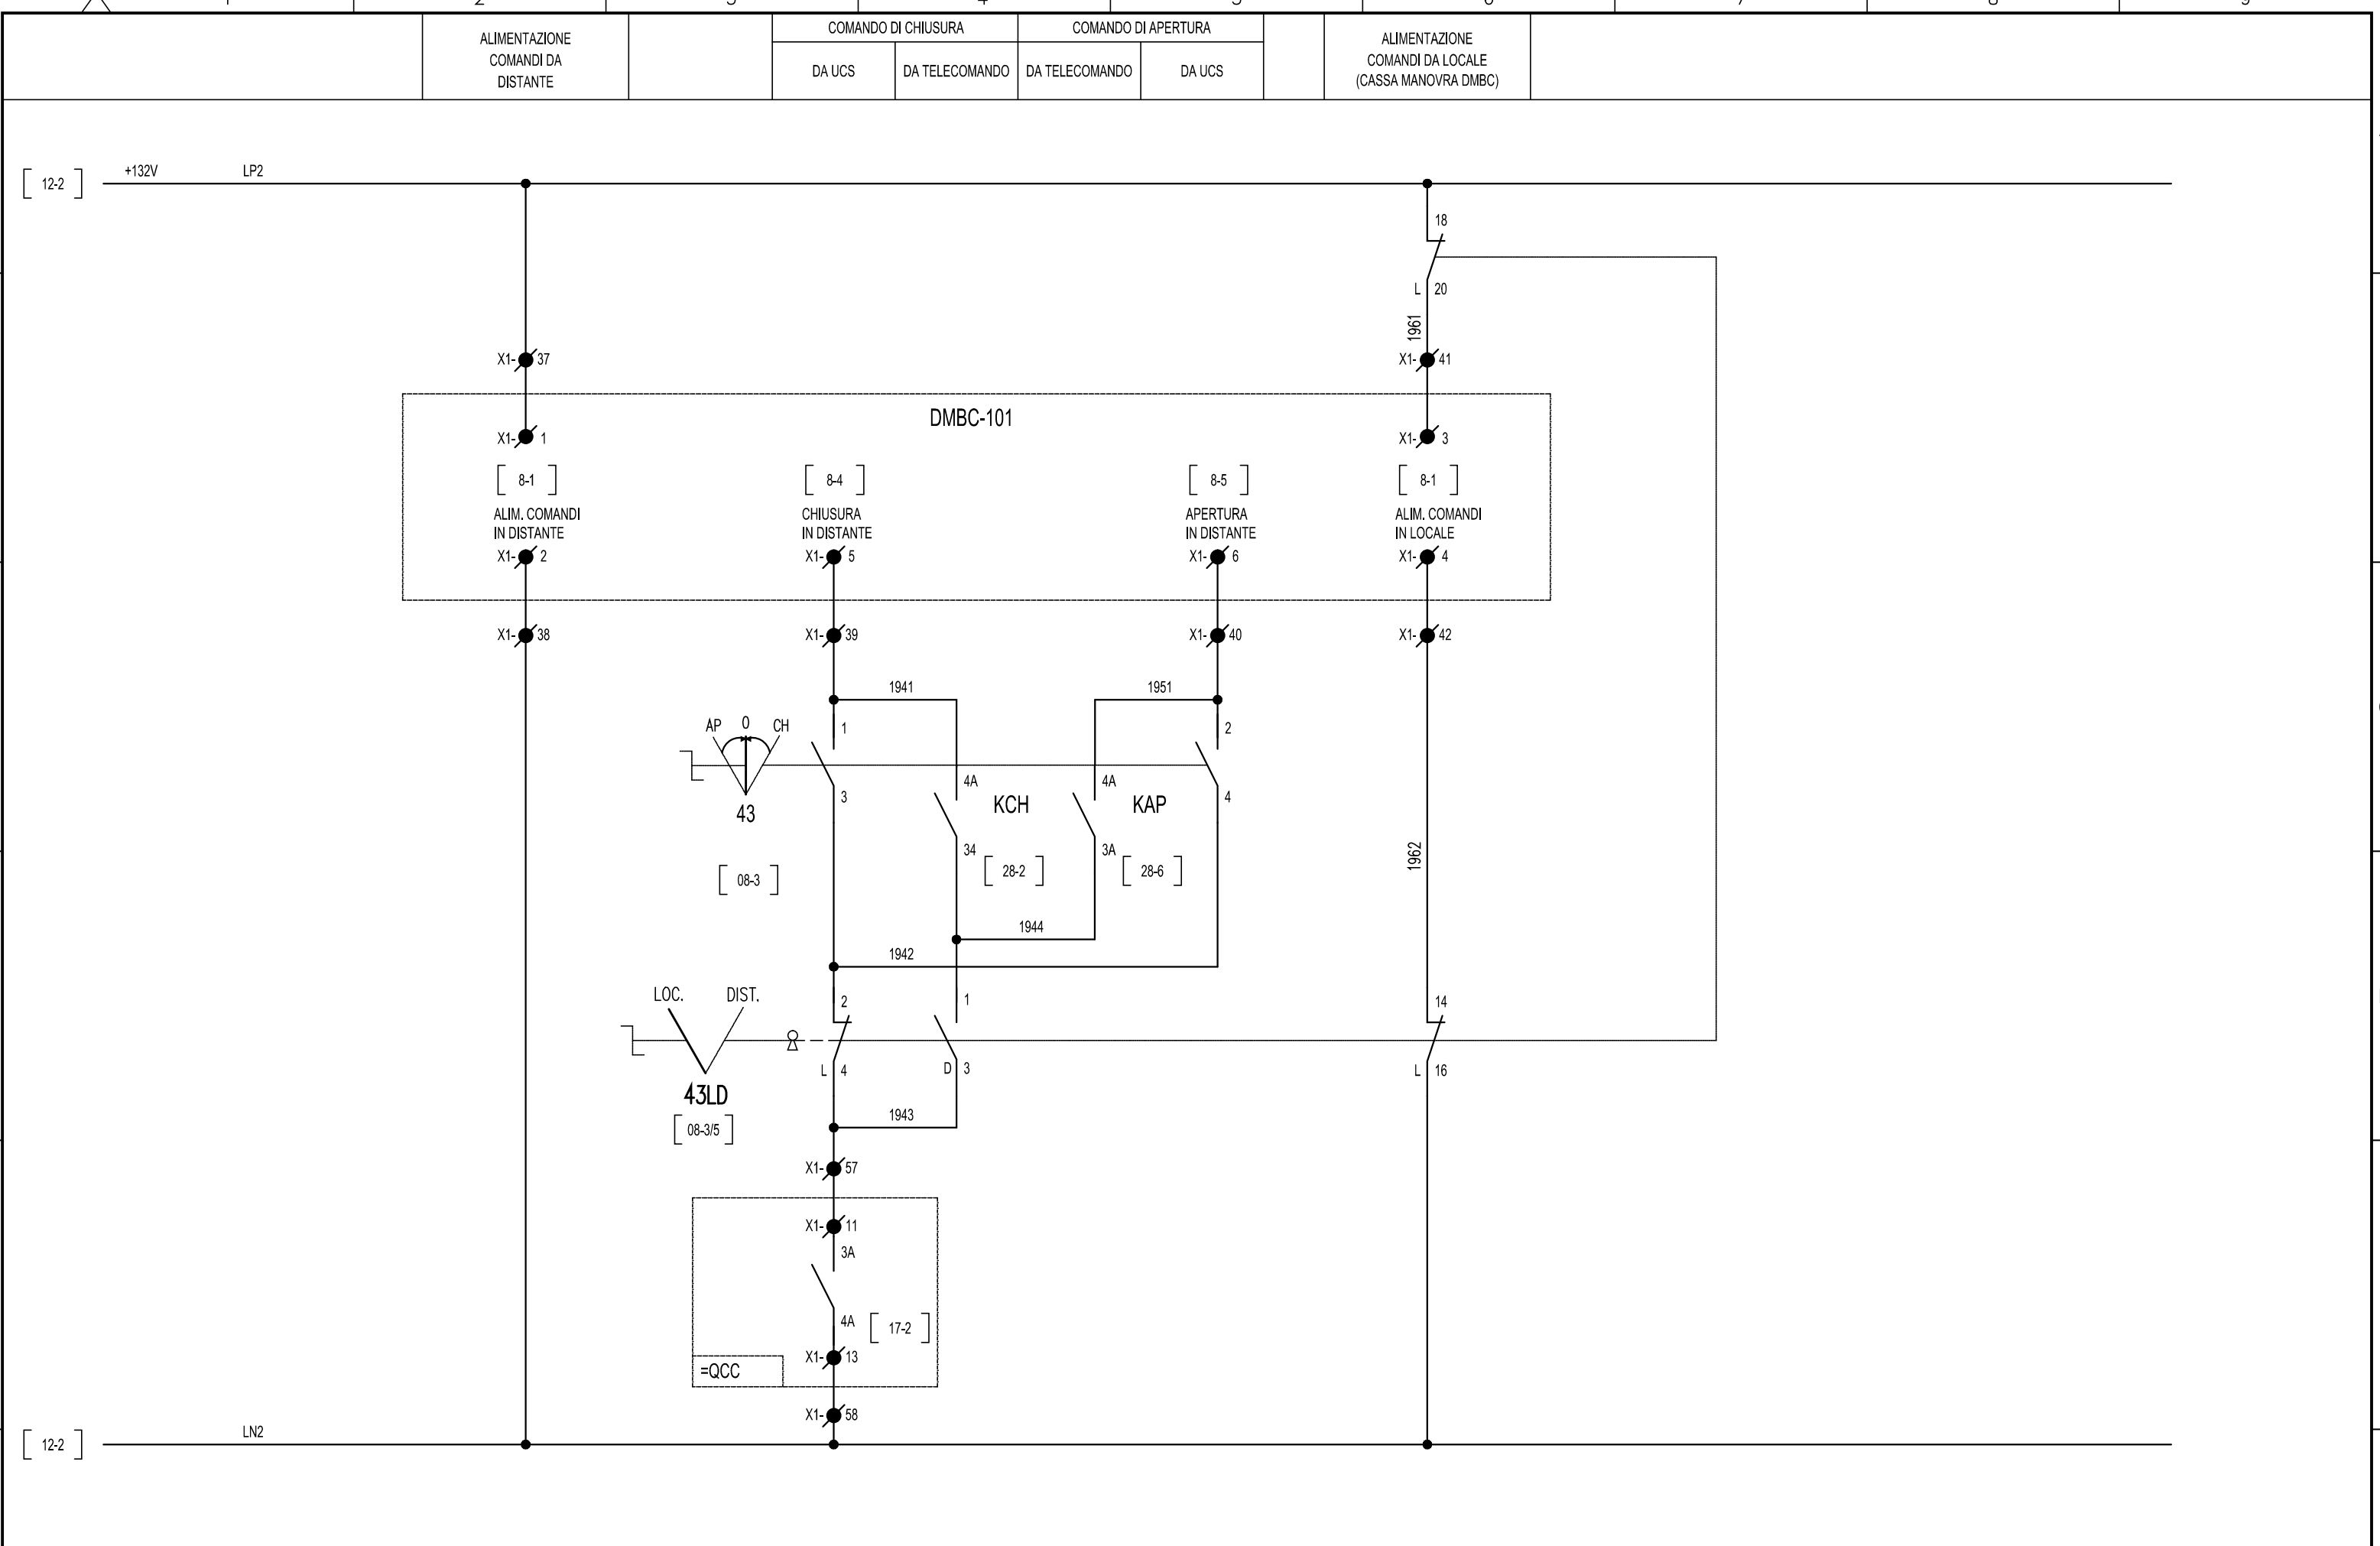 COMANDO DI CHIUSURA COMANDO DI APERTURA
ALIMENTAZIONE
COMANDI DA
DISTANTE
DA UCS DA TELECOMANDO DA TELECOMANDO DA UCS
ALIMENTAZIONE
COMANDI DA LOCALE
(CASSA MANOVRA DMBC)
12-2 +132V LP2
18
L 20
1961
X1- 37
X1- 41
DMBC-101
X1- 1
X1- 3
8-1
8-4
8-5
8-1
ALIM. COMANDI
IN DISTANTE
CHIUSURA
IN DISTANTE
APERTURA
IN DISTANTE
ALIM. COMANDI
IN LOCALE
X1- 2
X1- 5
X1- 6
X1- 4
X1- 38
X1- 39
X1- 40
X1- 42
1941
1951
AP 0 CH
1
2
4A
4A
3
KCH
KAP
4
43
34
3A
08-3
28-2
28-6
1962
1944
1942
LOC. DIST.
2
1
14
L 4
D 3
L 16
43LD
08-3/5
1943
X1- 57
X1- 11
3A
4A
17-2
X1- 13
=QCC
X1- 58
12-2 LN2